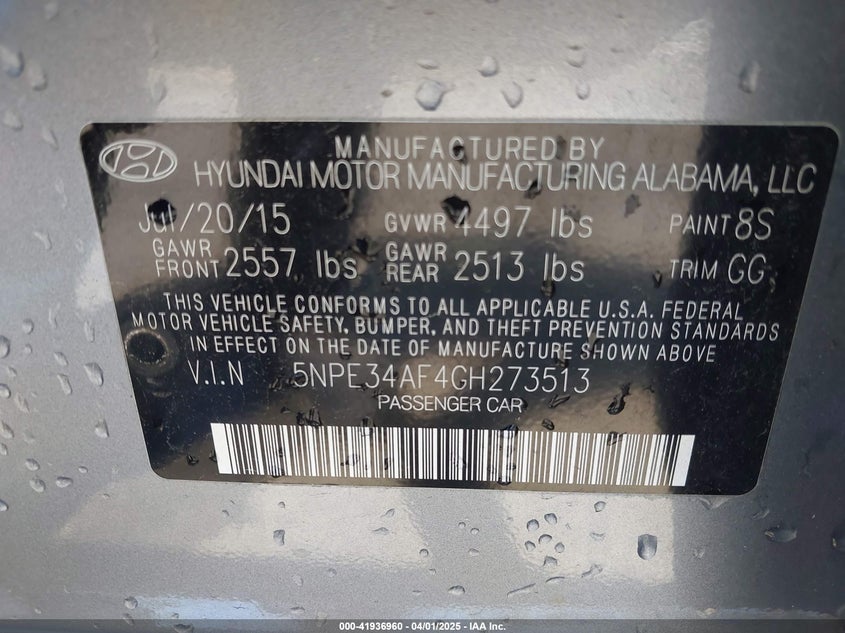 MANUFACTURED BY
HYUNDAI MOTOR MANUFACTURING ALABAMA, LLC
Jul/20/15 GVWR 4497 lbs PAINT 8S
GAWR FRONT 2557 lbs GAWR REAR 2513 lbs TRIM GG
THIS VEHICLE CONFORMS TO ALL APPLICABLE U.S.A. FEDERAL
MOTOR VEHICLE SAFETY, BUMPER, AND THEFT PREVENTION STANDARDS
IN EFFECT ON THE DATE OF MANUFACTURE SHOWN ABOVE
V.I.N 5NPE34AF4GH273513
PASSENGER CAR
000-41936960 - 04/01/2025 - IAA Inc.